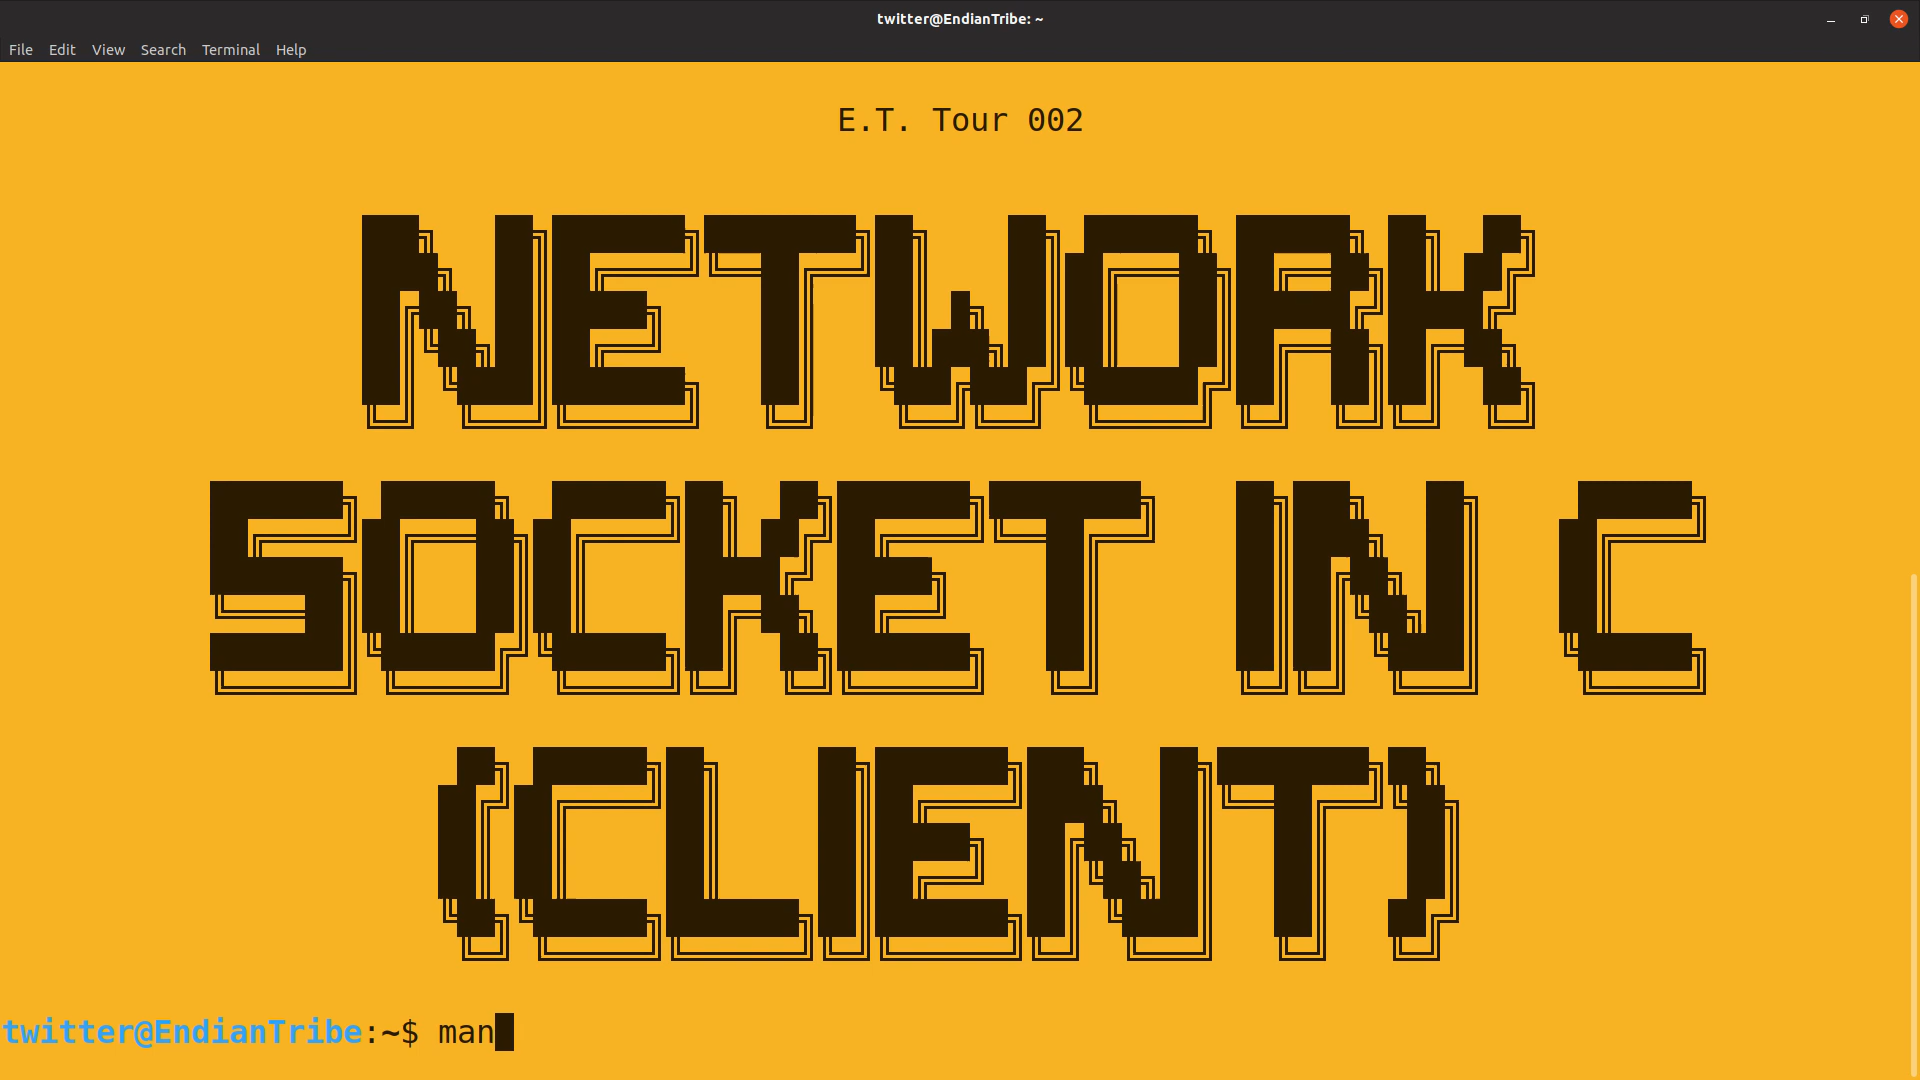 twitter@EndianTribe: ~
File Edit View Search Terminal Help
E.T. Tour 002
NETWORK
SOCKET IN C
(CLIENT)
twitter@EndianTribe:~$ man